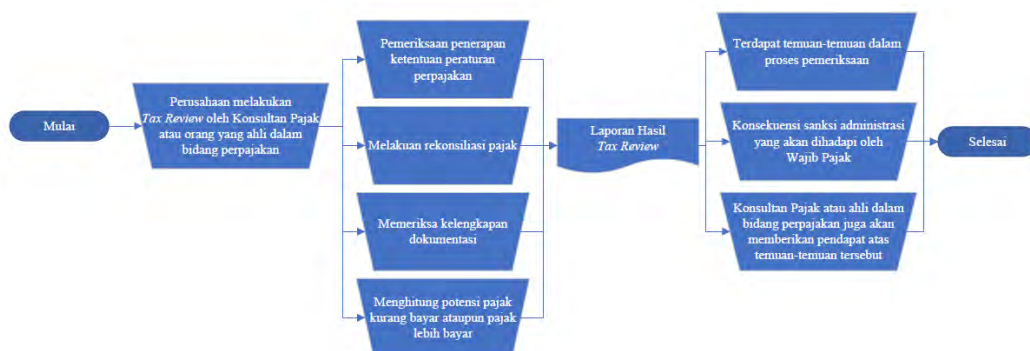 Mulai
Perusahaan melakukan
Tax Review oleh Konsultan Pajak
atau orang yang ahli dalam
bidang perpajakan
Pemeriksaan penerapan
ketentuan peraturan
perpajakan
Melakuan rekonsiliasi pajak
Memeriksa kelengkapan
dokumentasi
Menghitung potensi pajak
kurang bayar ataupun pajak
lebih bayar
Laporan Hasil
Tax Review
Terdapat temuan-temuan dalam
proses pemeriksaan
Konsekuensi sanksi administrasi
yang akan dihadapi oleh
Wajib Pajak
Konsultan Pajak atau ahli dalam
bidang perpajakan juga akan
memberikan pendapat atas
temuan-temuan tersebut
Selesai